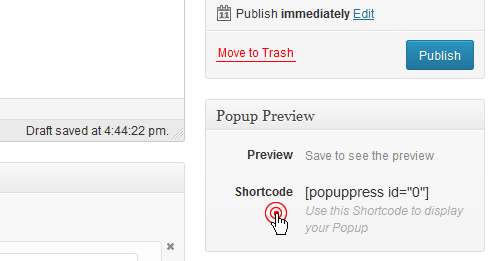 Publish immediately Edit
Move to Trash
Publish
Draft saved at 4:44:22 pm.
Popup Preview
Preview Save to see the preview
Shortcode [popuppress id="0"]
Use this Shortcode to display
your Popup